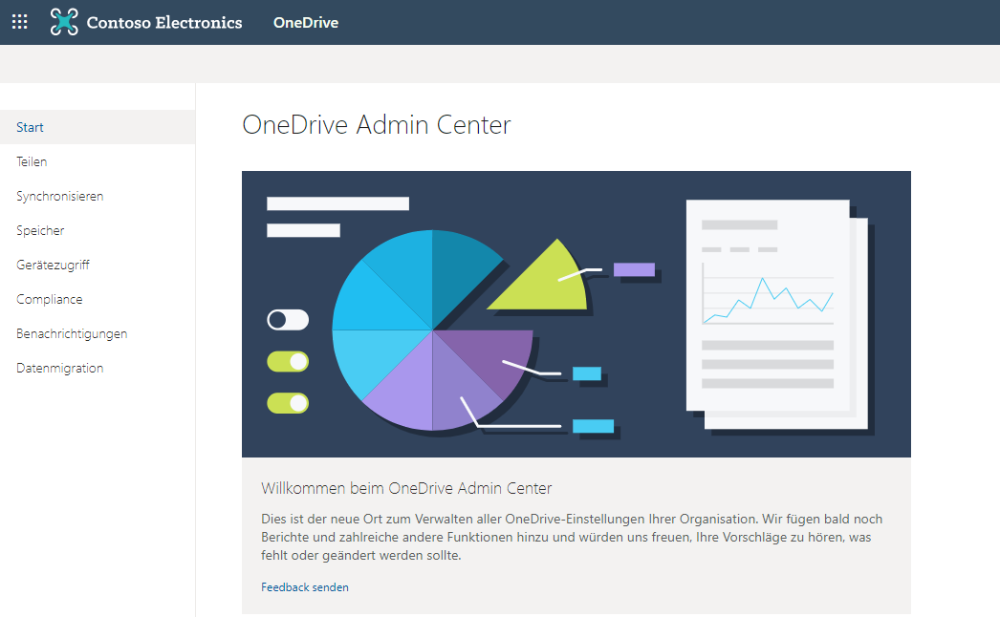 Contoso Electronics OneDrive
Start
Teilen
Synchronisieren
Speicher
Gerätezugriff
Compliance
Benachrichtigungen
Datenmigration
OneDrive Admin Center
Willkommen beim OneDrive Admin Center
Dies ist der neue Ort zum Verwalten aller OneDrive-Einstellungen Ihrer Organisation. Wir fügen bald noch
Berichte und zahlreiche andere Funktionen hinzu und würden uns freuen, Ihre Vorschläge zu hören, was
fehlt oder geändert werden sollte.
Feedback senden